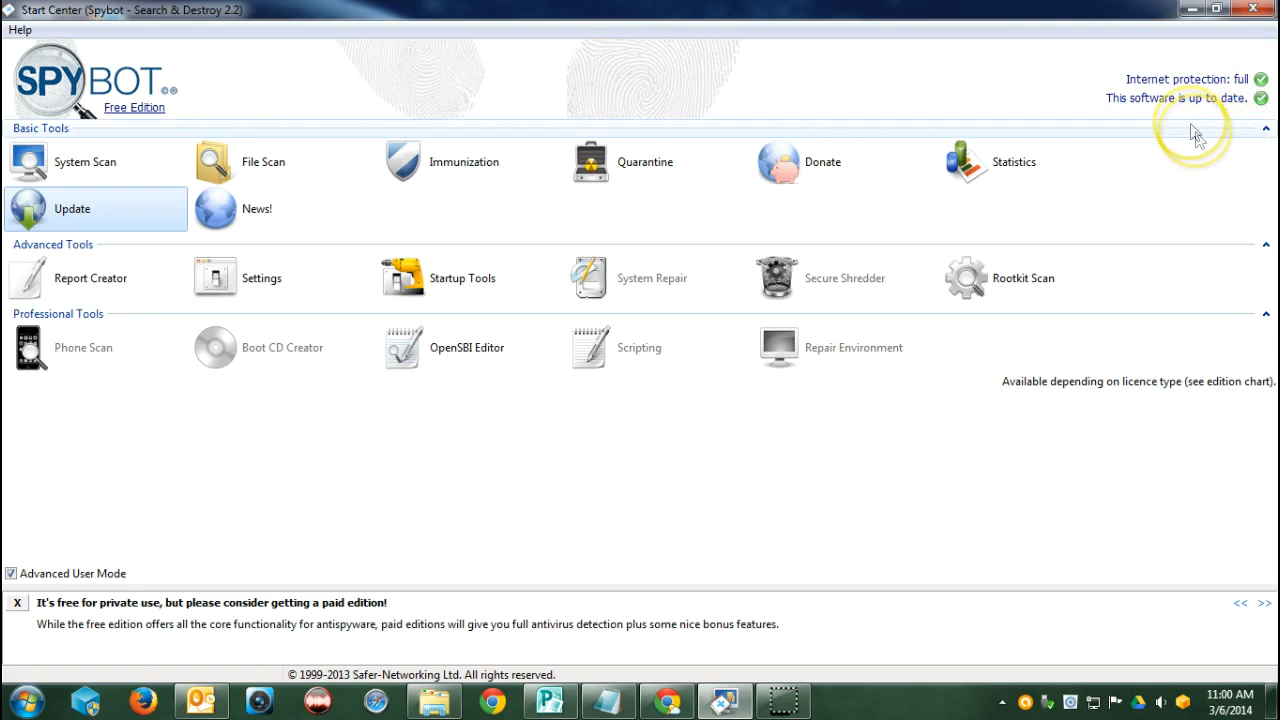 Start Center (Spybot - Search & Destroy 2.2)
Help
SPYBOT
Free Edition
Internet protection: full
This software is up to date.
Basic Tools
System Scan File Scan Immunization Quarantine Donate Statistics
Update News!
Advanced Tools
Report Creator Settings Startup Tools System Repair Secure Shredder Rootkit Scan
Professional Tools
Phone Scan Boot CD Creator OpenSBI Editor Scripting Repair Environment
Available depending on licence type (see edition chart).
Advanced User Mode
X It's free for private use, but please consider getting a paid edition! << >>
While the free edition offers all the core functionality for antispyware, paid editions will give you full antivirus detection plus some nice bonus features.
© 1999-2013 Safer-Networking Ltd. All rights reserved.
11:00 AM
3/6/2014